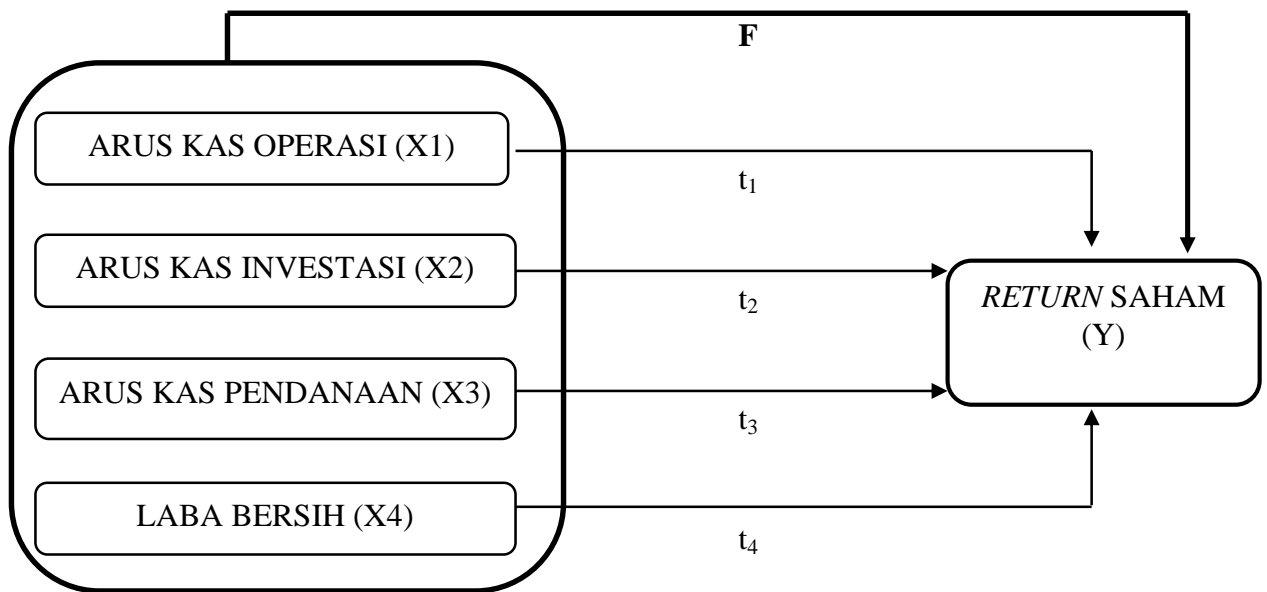 F
ARUS KAS OPERASI (X1)
t₁
ARUS KAS INVESTASI (X2)
t₂
RETURN SAHAM
(Y)
ARUS KAS PENDANAAN (X3)
t₃
LABA BERSIH (X4)
t₄